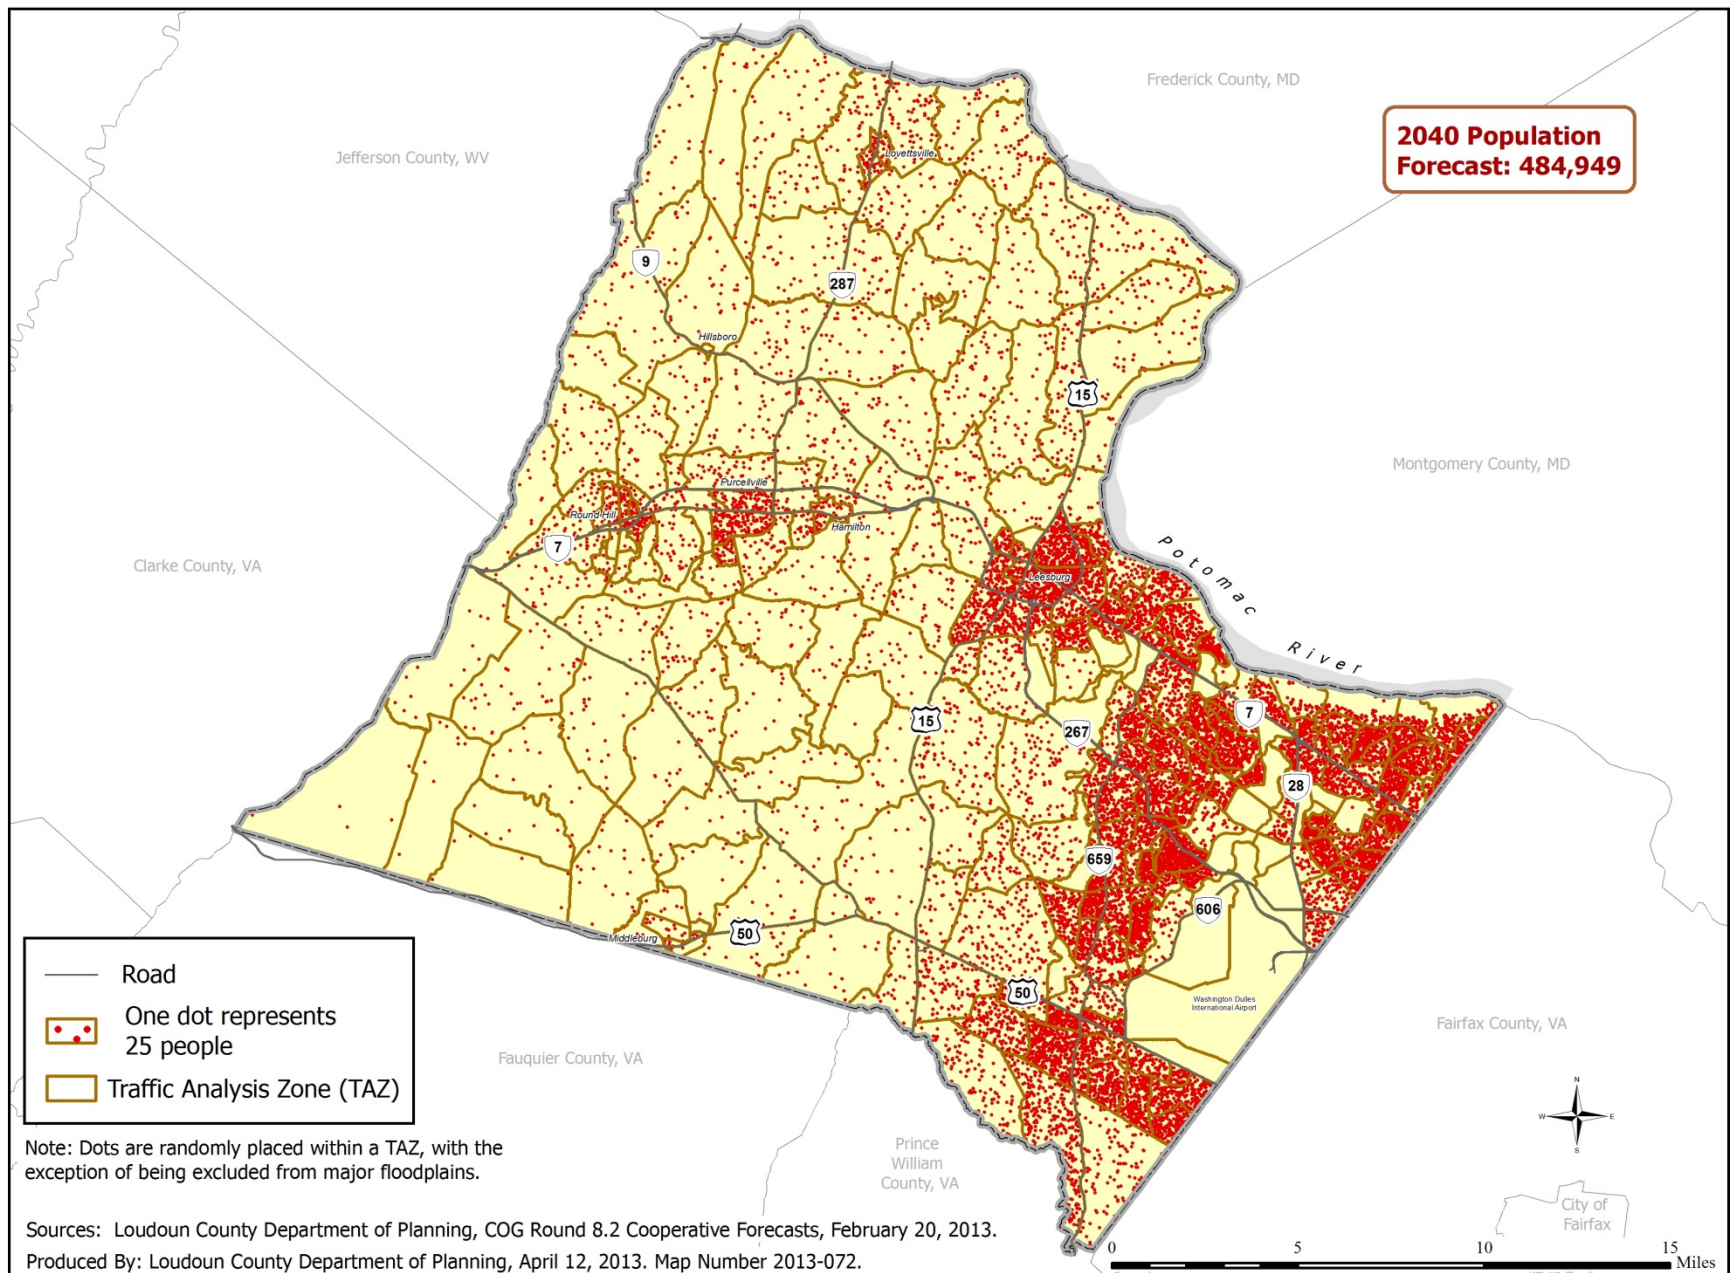 Frederick County, MD
2040 Population
Forecast: 484,949
Jefferson County, WV
Lovettsville
9
287
Hillsboro
15
Montgomery County, MD
Purcellville
Round Hill
Hamilton
7
Clarke County, VA
Leesburg
Potomac
River
15
267
7
28
659
606
50
Middleburg
50
Washington Dulles
International Airport
Fairfax County, VA
Fauquier County, VA
Prince
William
County, VA
City of
Fairfax
N
W
E
S
Road
One dot represents
25 people
Traffic Analysis Zone (TAZ)
Note: Dots are randomly placed within a TAZ, with the
exception of being excluded from major floodplains.
Sources: Loudoun County Department of Planning, COG Round 8.2 Cooperative Forecasts, February 20, 2013.
Produced By: Loudoun County Department of Planning, April 12, 2013. Map Number 2013-072.
0 5 10 15
Miles